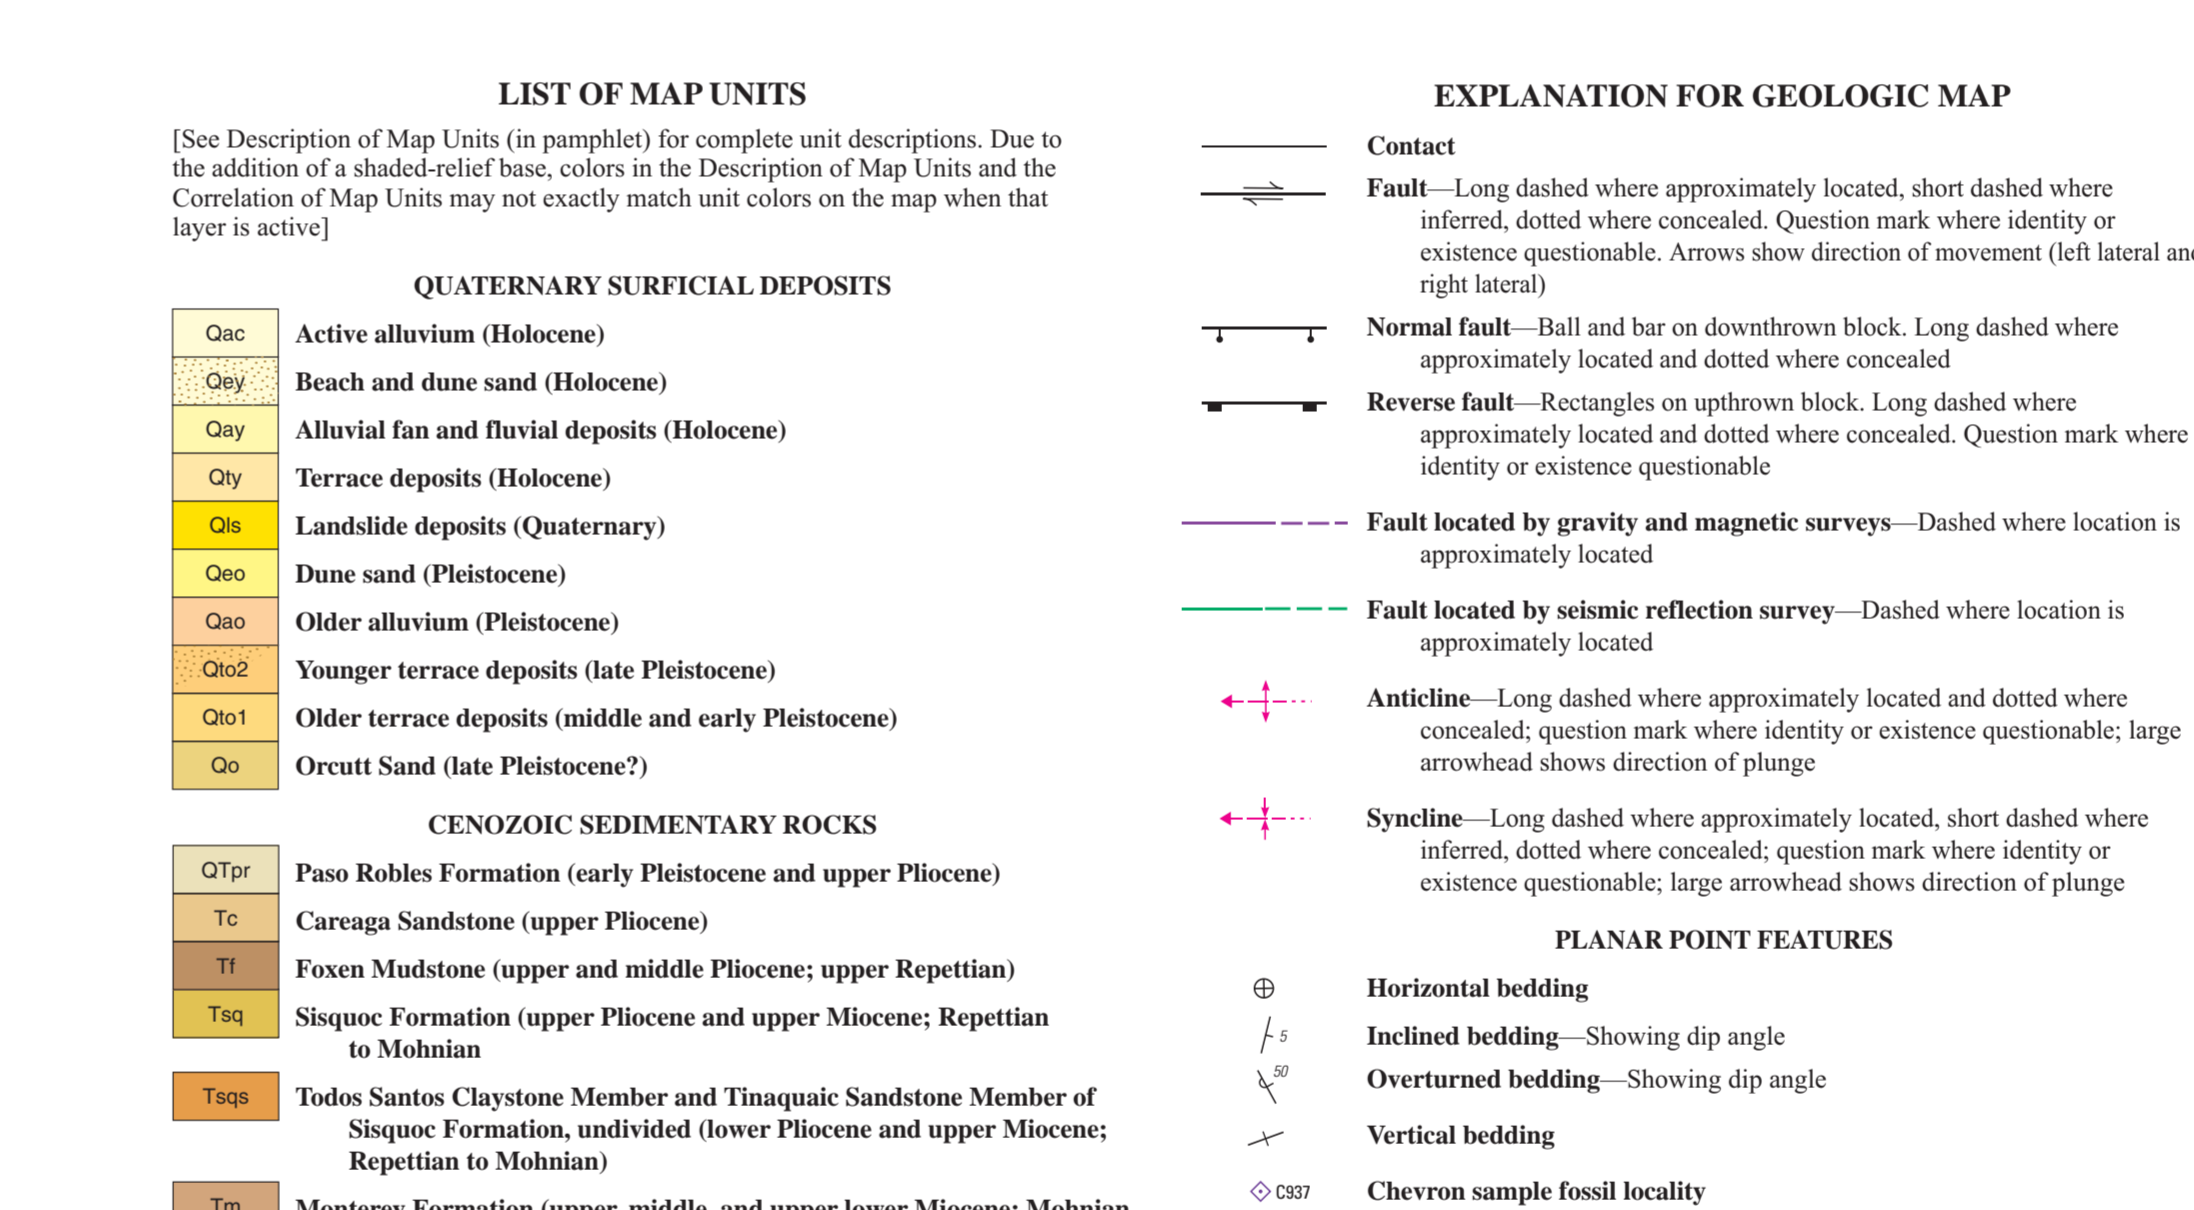 LIST OF MAP UNITS
[See Description of Map Units (in pamphlet) for complete unit descriptions. Due to
the addition of a shaded-relief base, colors in the Description of Map Units and the
Correlation of Map Units may not exactly match unit colors on the map when that
layer is active]
QUATERNARY SURFICIAL DEPOSITS
Qac Active alluvium (Holocene)
Qey Beach and dune sand (Holocene)
Qay Alluvial fan and fluvial deposits (Holocene)
Qty Terrace deposits (Holocene)
Qls Landslide deposits (Quaternary)
Qeo Dune sand (Pleistocene)
Qao Older alluvium (Pleistocene)
Qto2 Younger terrace deposits (late Pleistocene)
Qto1 Older terrace deposits (middle and early Pleistocene)
Qo Orcutt Sand (late Pleistocene?)
CENOZOIC SEDIMENTARY ROCKS
QTpr Paso Robles Formation (early Pleistocene and upper Pliocene)
Tc Careaga Sandstone (upper Pliocene)
Tf Foxen Mudstone (upper and middle Pliocene; upper Repettian)
Tsq Sisquoc Formation (upper Pliocene and upper Miocene; Repettian
to Mohnian
Tsqs Todos Santos Claystone Member and Tinaquaic Sandstone Member of
Sisquoc Formation, undivided (lower Pliocene and upper Miocene;
Repettian to Mohnian)
Tm Monterey Formation (upper, middle, and upper lower Miocene; Mohnian
EXPLANATION FOR GEOLOGIC MAP
Contact
Fault—Long dashed where approximately located, short dashed where
inferred, dotted where concealed. Question mark where identity or
existence questionable. Arrows show direction of movement (left lateral and
right lateral)
Normal fault—Ball and bar on downthrown block. Long dashed where
approximately located and dotted where concealed
Reverse fault—Rectangles on upthrown block. Long dashed where
approximately located and dotted where concealed. Question mark where
identity or existence questionable
Fault located by gravity and magnetic surveys—Dashed where location is
approximately located
Fault located by seismic reflection survey—Dashed where location is
approximately located
Anticline—Long dashed where approximately located and dotted where
concealed; question mark where identity or existence questionable; large
arrowhead shows direction of plunge
Syncline—Long dashed where approximately located, short dashed where
inferred, dotted where concealed; question mark where identity or
existence questionable; large arrowhead shows direction of plunge
PLANAR POINT FEATURES
Horizontal bedding
5 Inclined bedding—Showing dip angle
50 Overturned bedding—Showing dip angle
Vertical bedding
C937 Chevron sample fossil locality